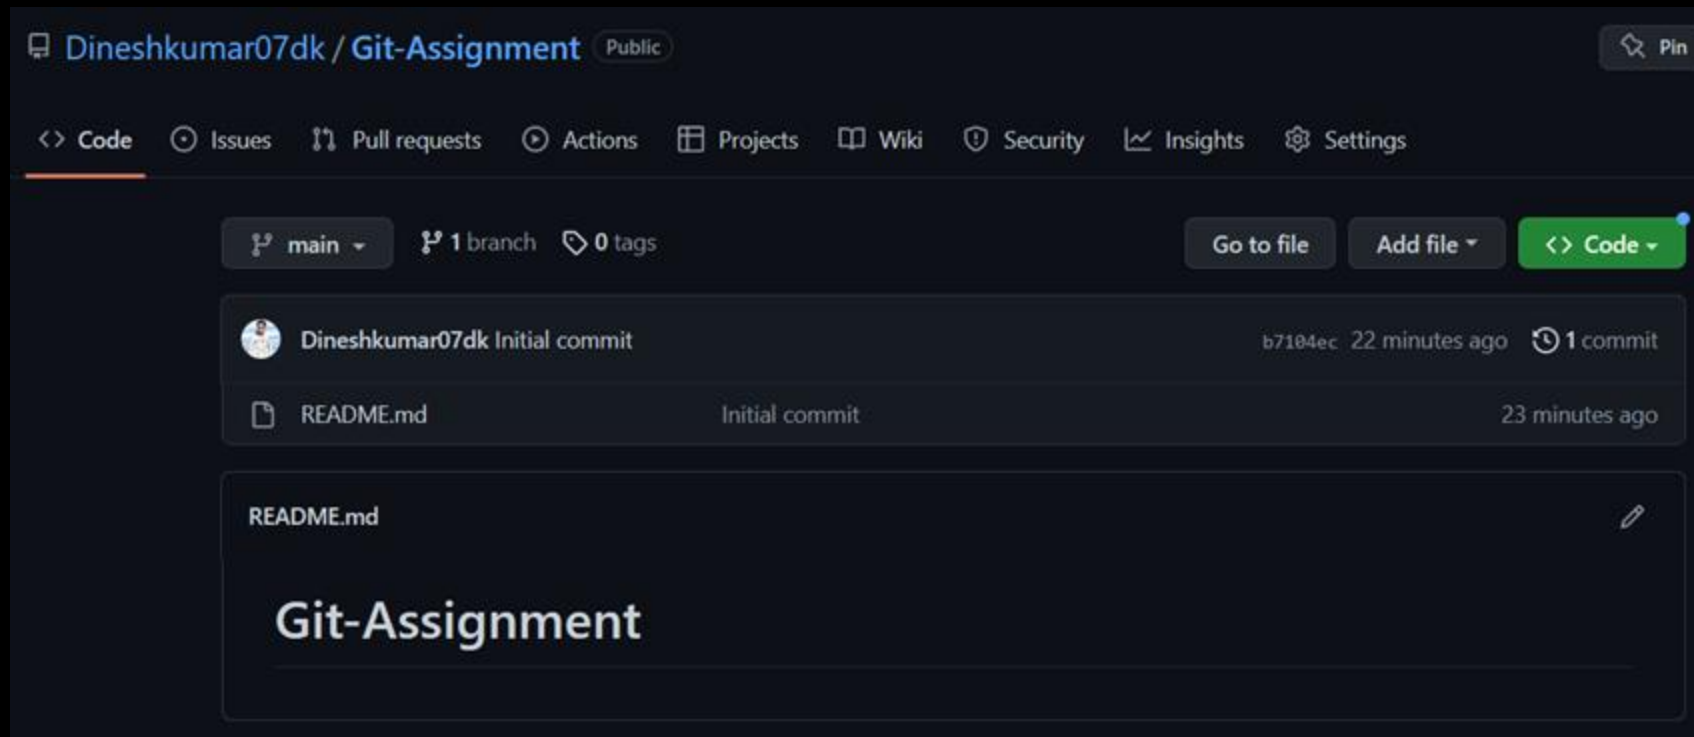 Dineshkumar07dk / Git-Assignment Public Pin
<> Code Issues Pull requests Actions Projects Wiki Security Insights Settings
main 1 branch 0 tags Go to file Add file <> Code
Dineshkumar07dk Initial commit b7104ec 22 minutes ago 1 commit
README.md Initial commit 23 minutes ago
README.md
Git-Assignment